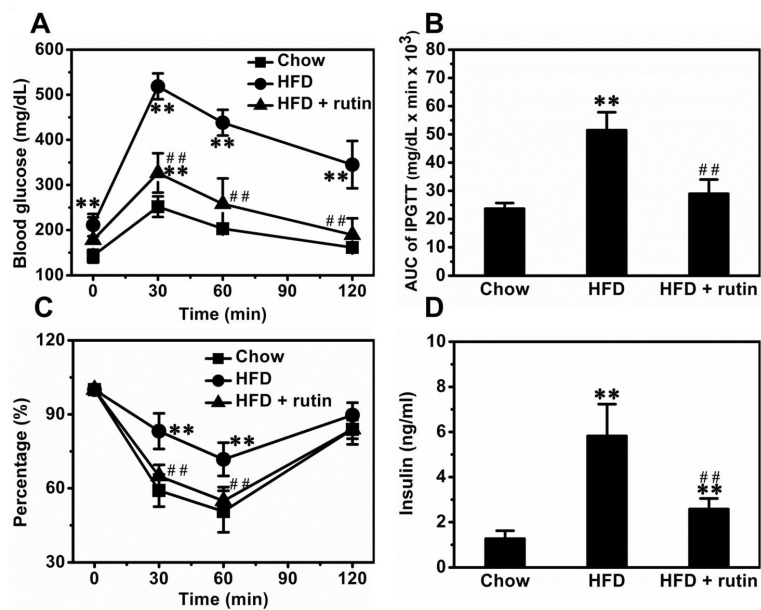 A
Blood glucose (mg/dL)
600
500
400
300
200
100
Chow
HFD
HFD + rutin
**
**
##
**
**
##
**
##
0
30
60
90
120
Time (min)
B
AUC of IPGTT (mg/dL x min x 10³)
80
70
60
50
40
30
20
10
0
**
##
Chow
HFD
HFD + rutin
C
Percentage (%)
120
90
60
30
Chow
HFD
HFD + rutin
**
**
##
##
0
30
60
90
120
Time (min)
D
Insulin (ng/ml)
8
6
4
2
0
**
##
**
Chow
HFD
HFD + rutin